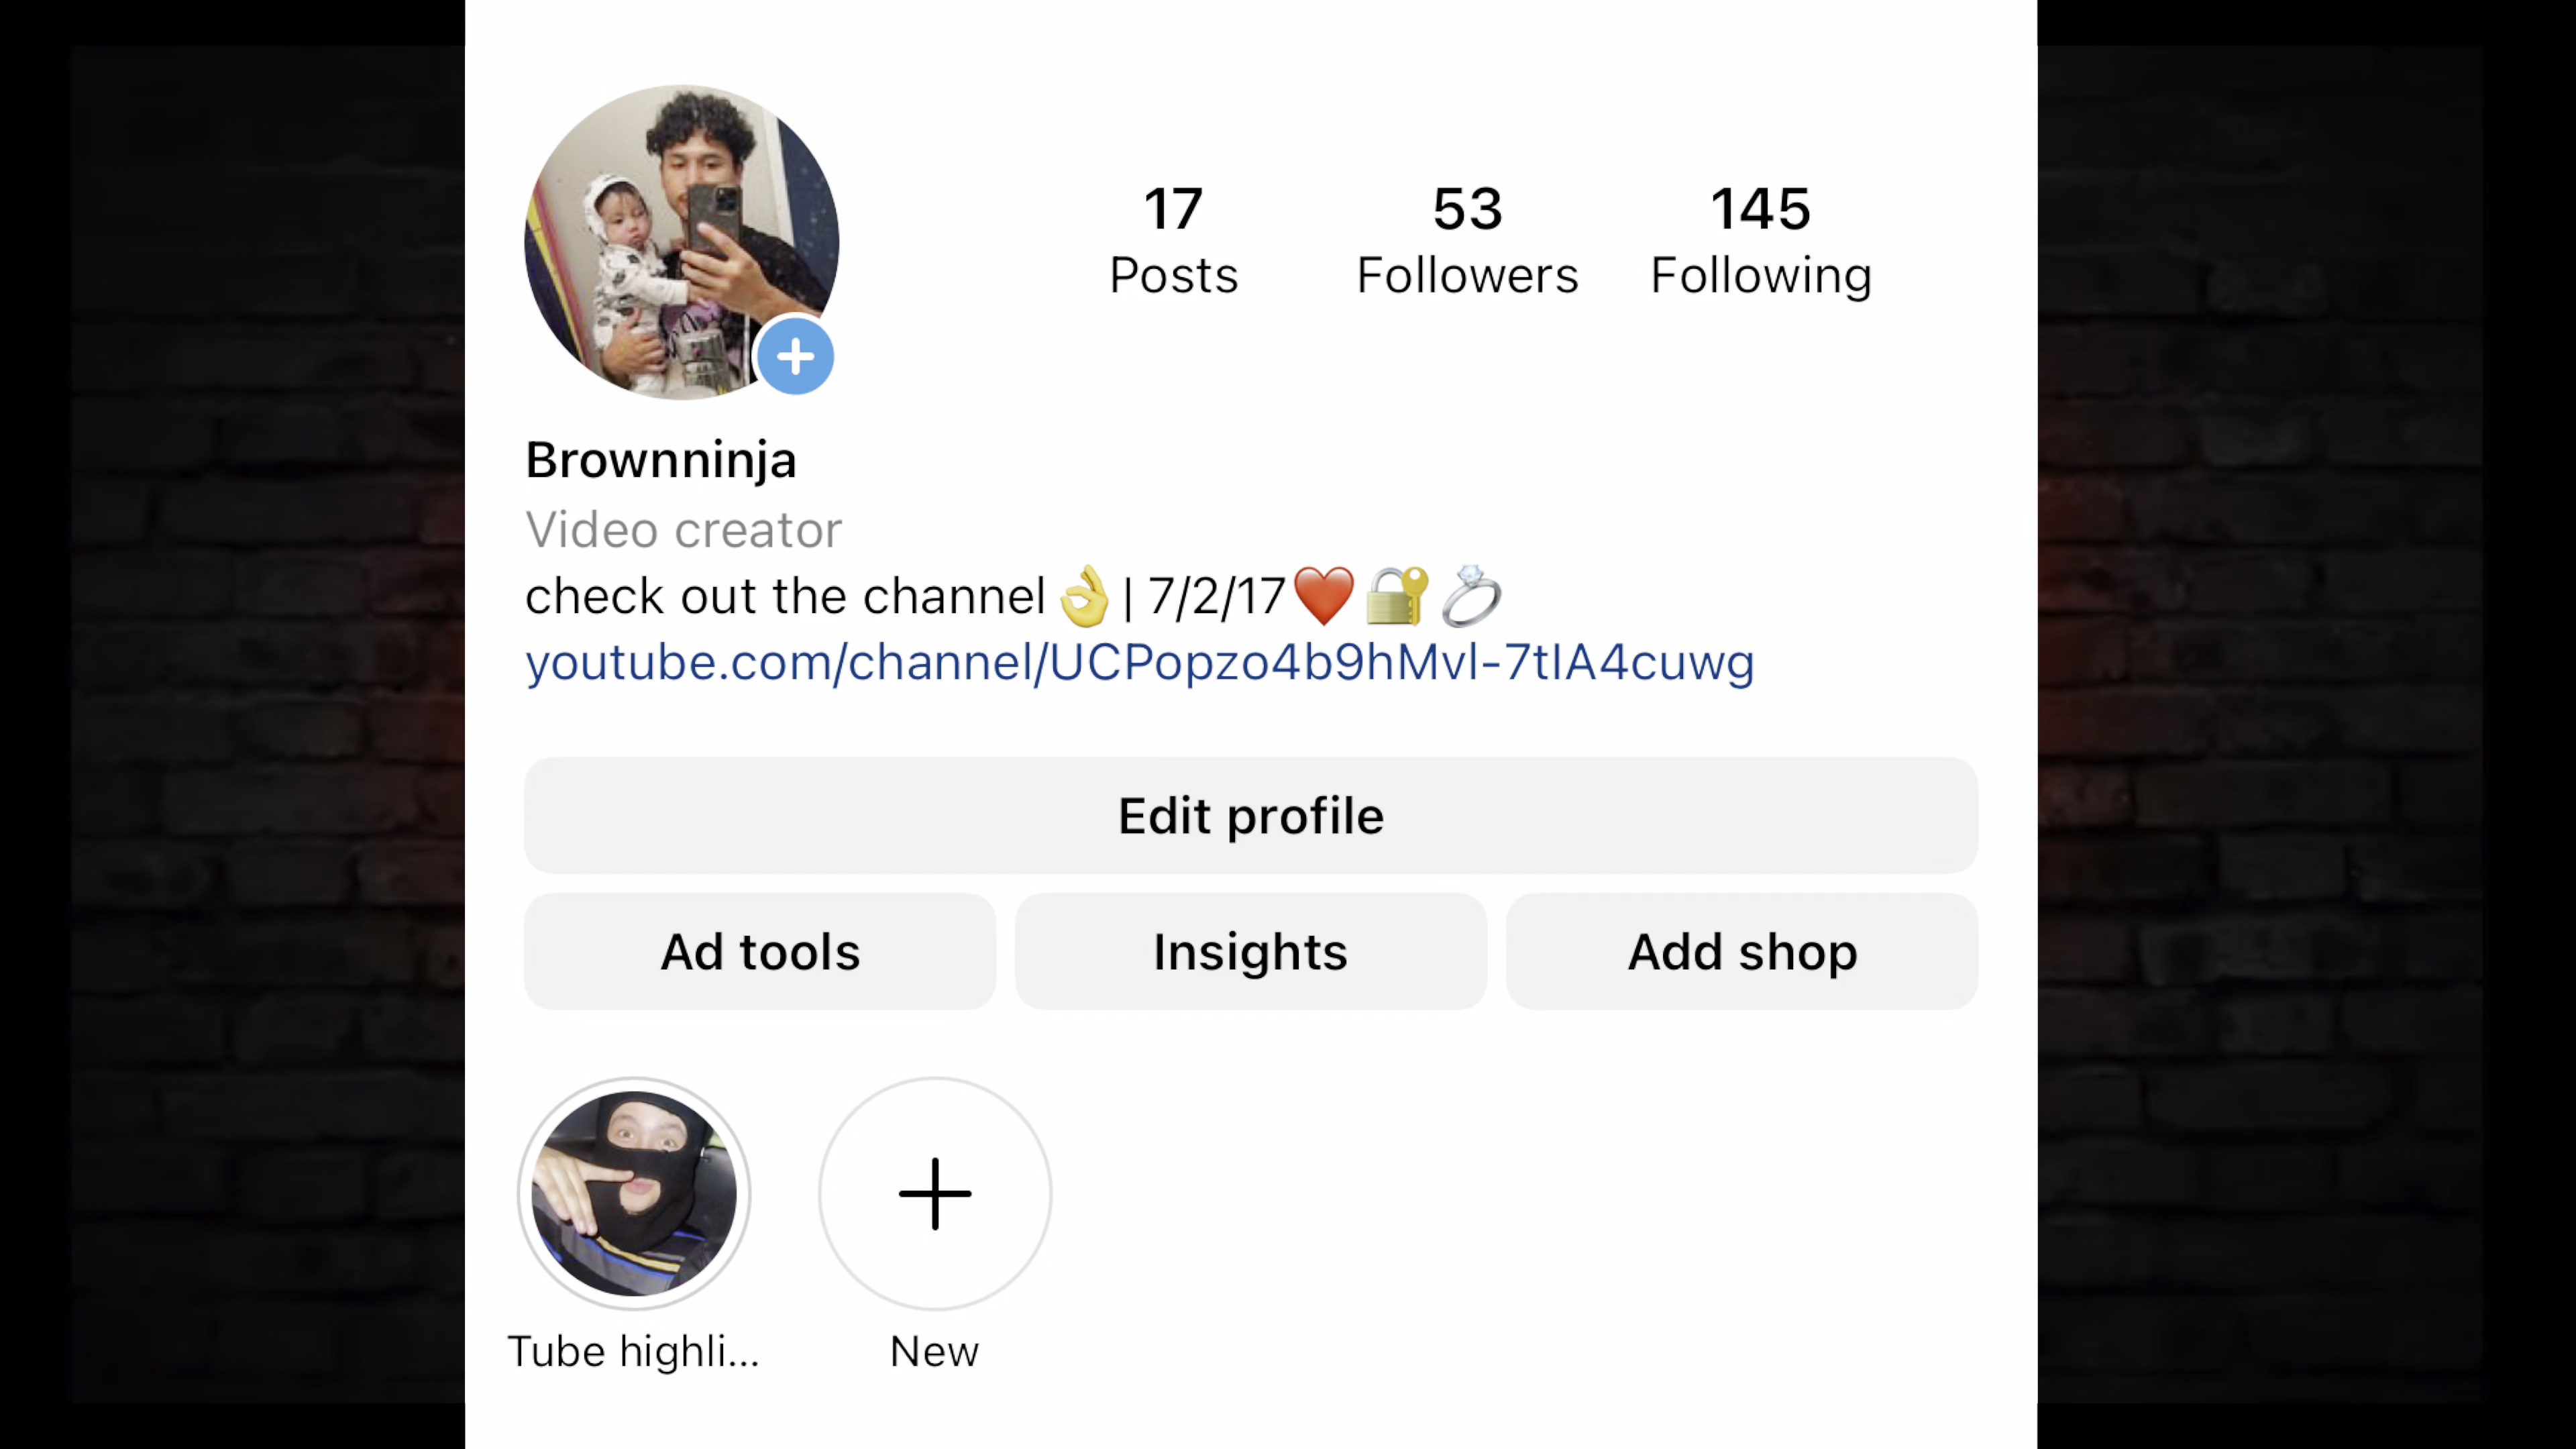 17
Posts
53
Followers
145
Following
Brownninja
Video creator
check out the channel👌| 7/2/17❤️🔐💍
youtube.com/channel/UCPopzo4b9hMvl-7tIA4cuwg
Edit profile
Ad tools
Insights
Add shop
Tube highli...
New